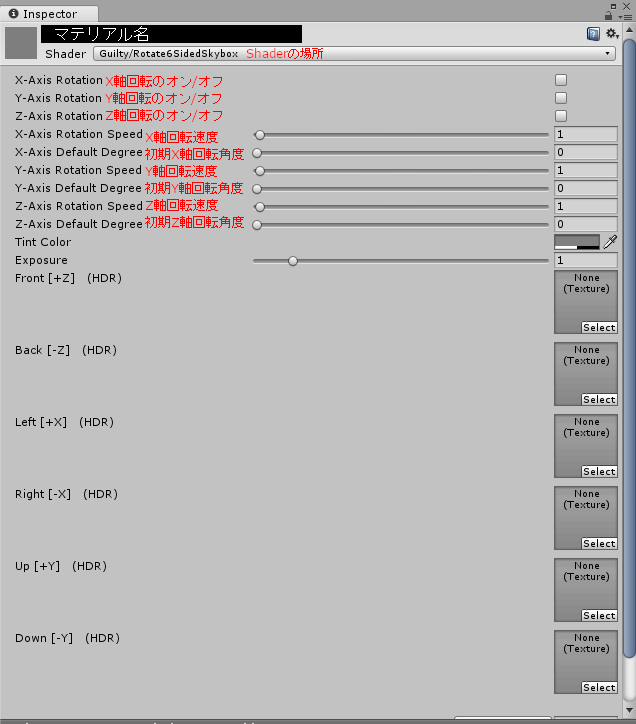 Inspector
マテリアル名
Shader Guilty/Rotate6SidedSkybox Shaderの場所
X-Axis Rotation X軸回転のオン/オフ
Y-Axis Rotation Y軸回転のオン/オフ
Z-Axis Rotation Z軸回転のオン/オフ
X-Axis Rotation Speed X軸回転速度 1
X-Axis Default Degree 初期X軸回転角度 0
Y-Axis Rotation Speed Y軸回転速度 1
Y-Axis Default Degree 初期Y軸回転角度 0
Z-Axis Rotation Speed Z軸回転速度 1
Z-Axis Default Degree 初期Z軸回転角度 0
Tint Color
Exposure 1
Front [+Z] (HDR) None
(Texture)
Select
Back [-Z] (HDR) None
(Texture)
Select
Left [+X] (HDR) None
(Texture)
Select
Right [-X] (HDR) None
(Texture)
Select
Up [+Y] (HDR) None
(Texture)
Select
Down [-Y] (HDR) None
(Texture)
Select